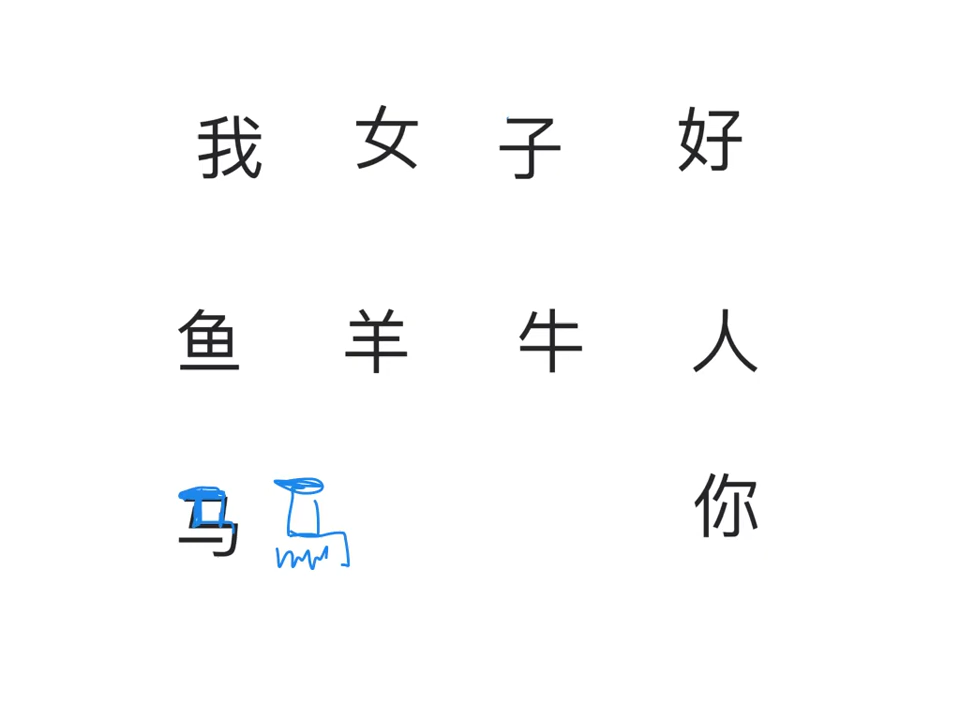 我 女 子 好
鱼 羊 牛 人
马 你